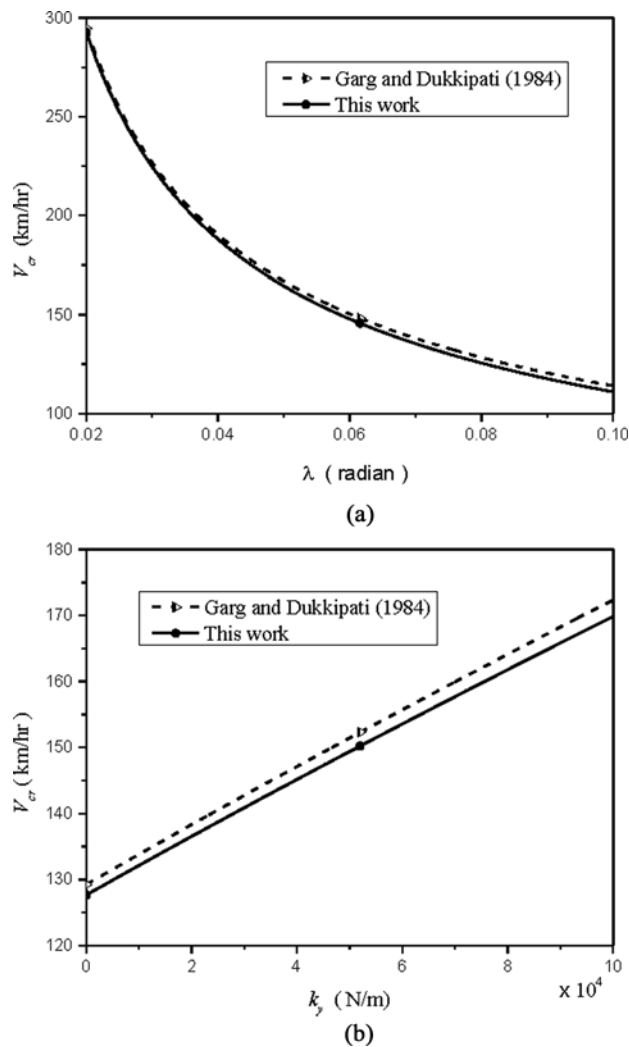 300
250
200
150
100
V_cr (km/hr)
Garg and Dukkipati (1984)
This work
0.02 0.04 0.06 0.08 0.10
λ ( radian )
(a)
180
170
160
150
140
130
120
V_cr ( km/hr )
Garg and Dukkipati (1984)
This work
0 2 4 6 8 10
k_y ( N/m )
x 10^4
(b)